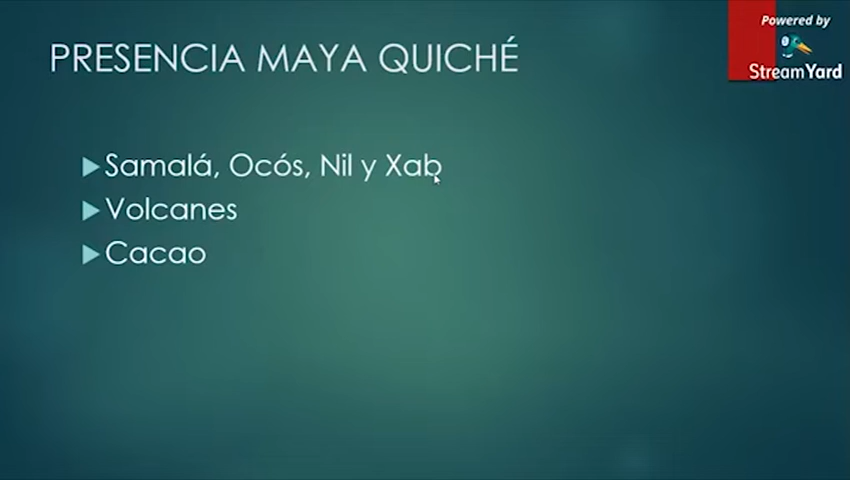 PRESENCIA MAYA QUICHÉ
Powered by
StreamYard
Samalá, Ocós, Nil y Xab
Volcanes
Cacao